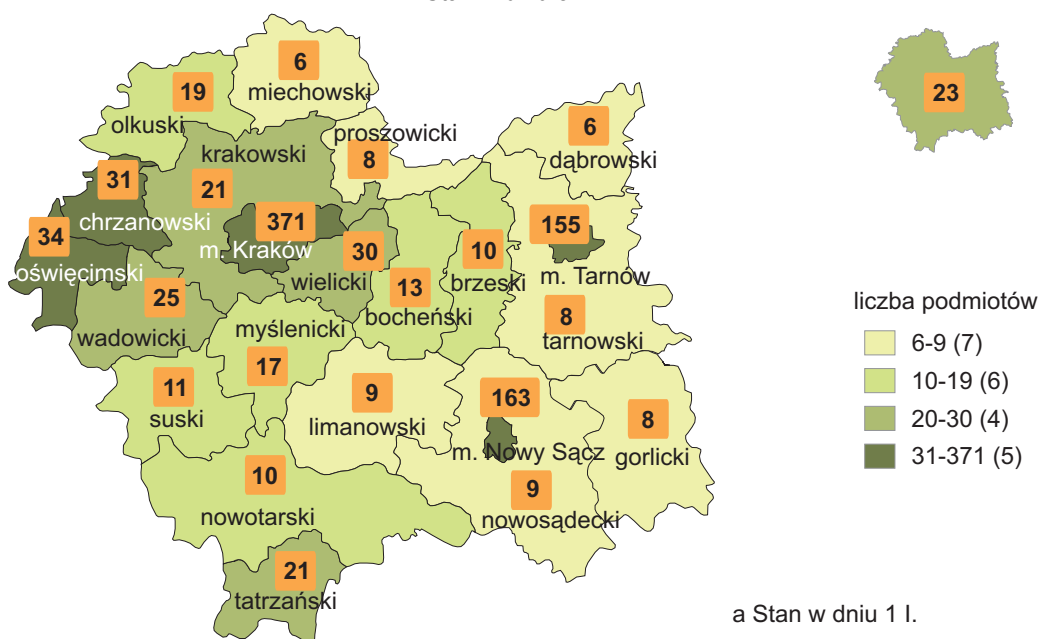 6
miechowski
19
olkuski
proszowicki
8
6
dąbrowski
23
krakowski
21
31
chrzanowski
371
m. Kraków
34
oświęcimski
30
wielicki
10
brzeski
155
m. Tarnów
13
bocheński
25
wadowicki
8
tarnowski
myślenicki
17
11
suski
9
limanowski
163
m. Nowy Sącz
8
gorlicki
10
nowotarski
9
nowosądecki
21
tatrzański
liczba podmiotów
6-9 (7)
10-19 (6)
20-30 (4)
31-371 (5)
a Stan w dniu 1 I.